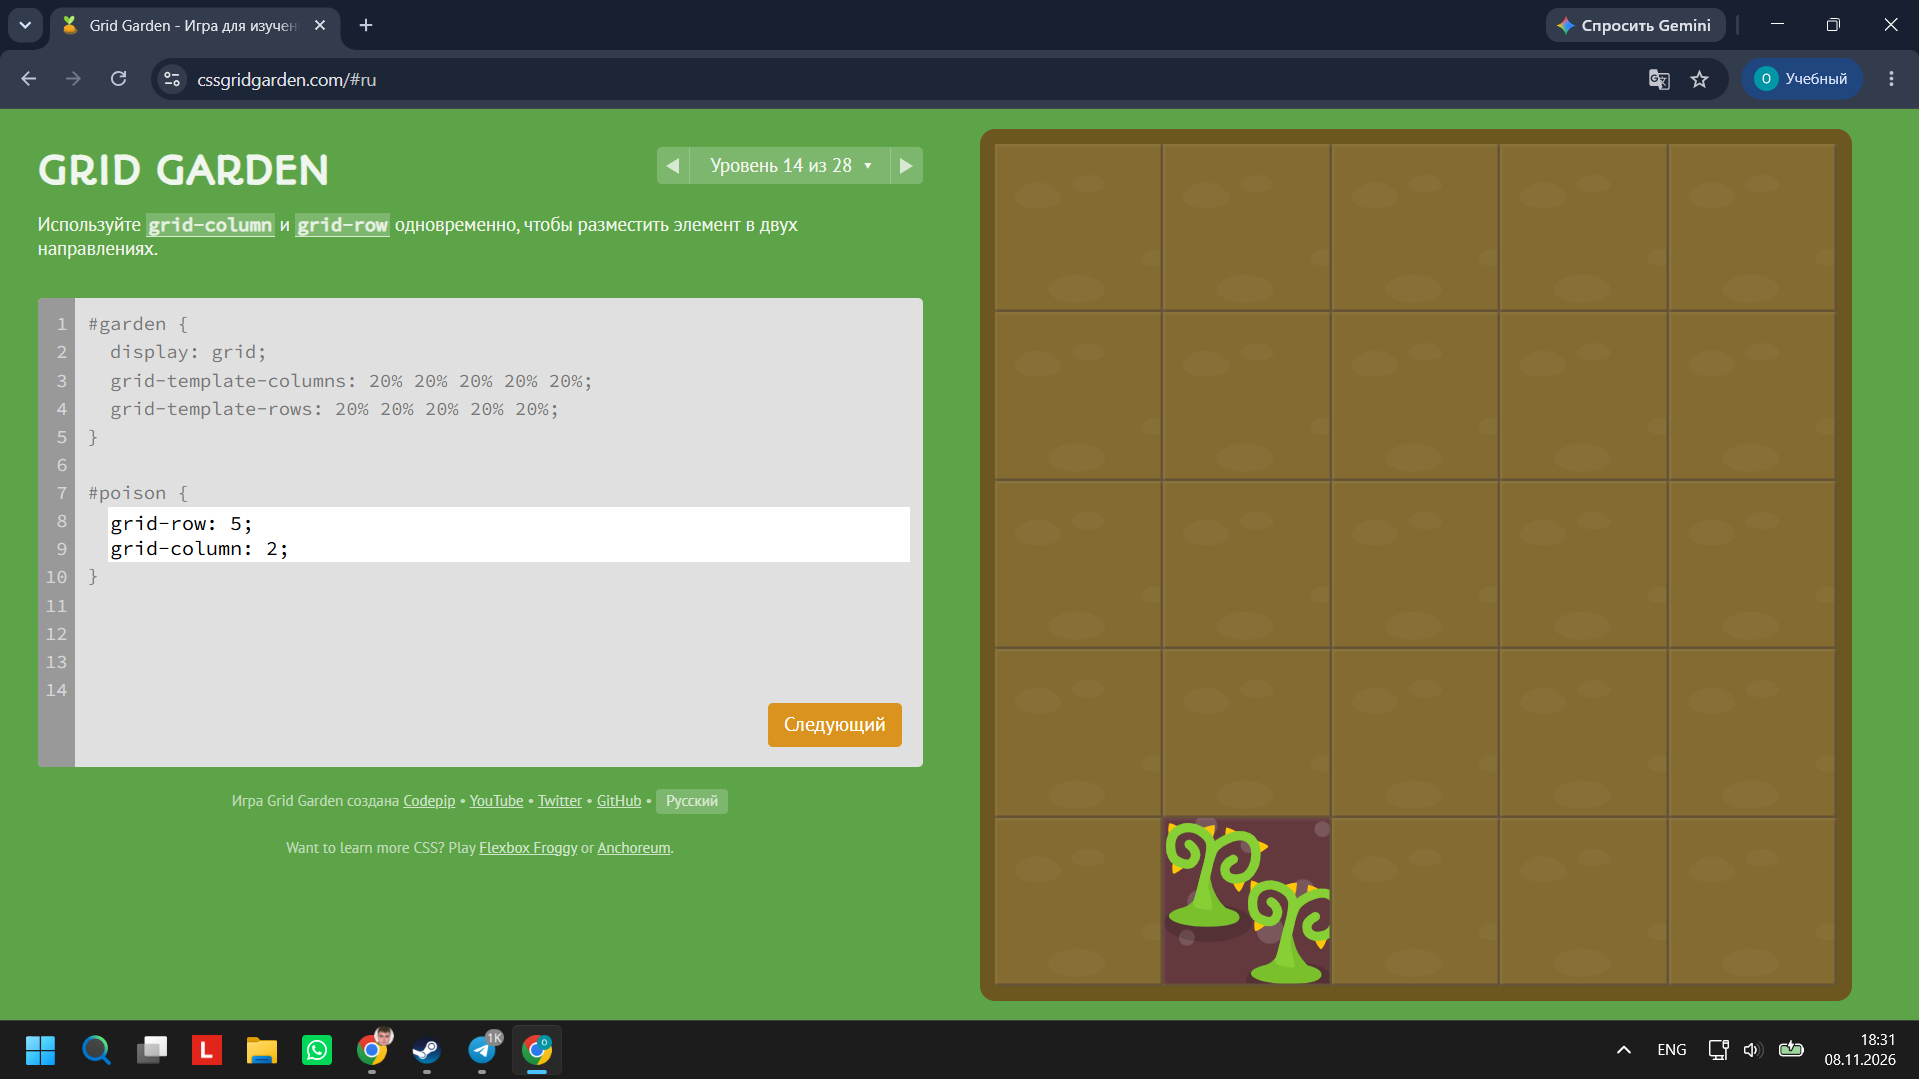 Grid Garden - Игра для изучен
Спросить Gemini
cssgridgarden.com/#ru
O Учебный
GRID GARDEN
Уровень 14 из 28
Используйте grid-column и grid-row одновременно, чтобы разместить элемент в двух
направлениях.
1 #garden {
2 display: grid;
3 grid-template-columns: 20% 20% 20% 20% 20%;
4 grid-template-rows: 20% 20% 20% 20% 20%;
5 }
6
7 #poison {
8 grid-row: 5;
9 grid-column: 2;
10 }
11
12
13
14
Следующий
Игра Grid Garden создана Codepip • YouTube • Twitter • GitHub • Русский
Want to learn more CSS? Play Flexbox Froggy or Anchoreum.
L
1K
O
ENG
18:31
08.11.2026